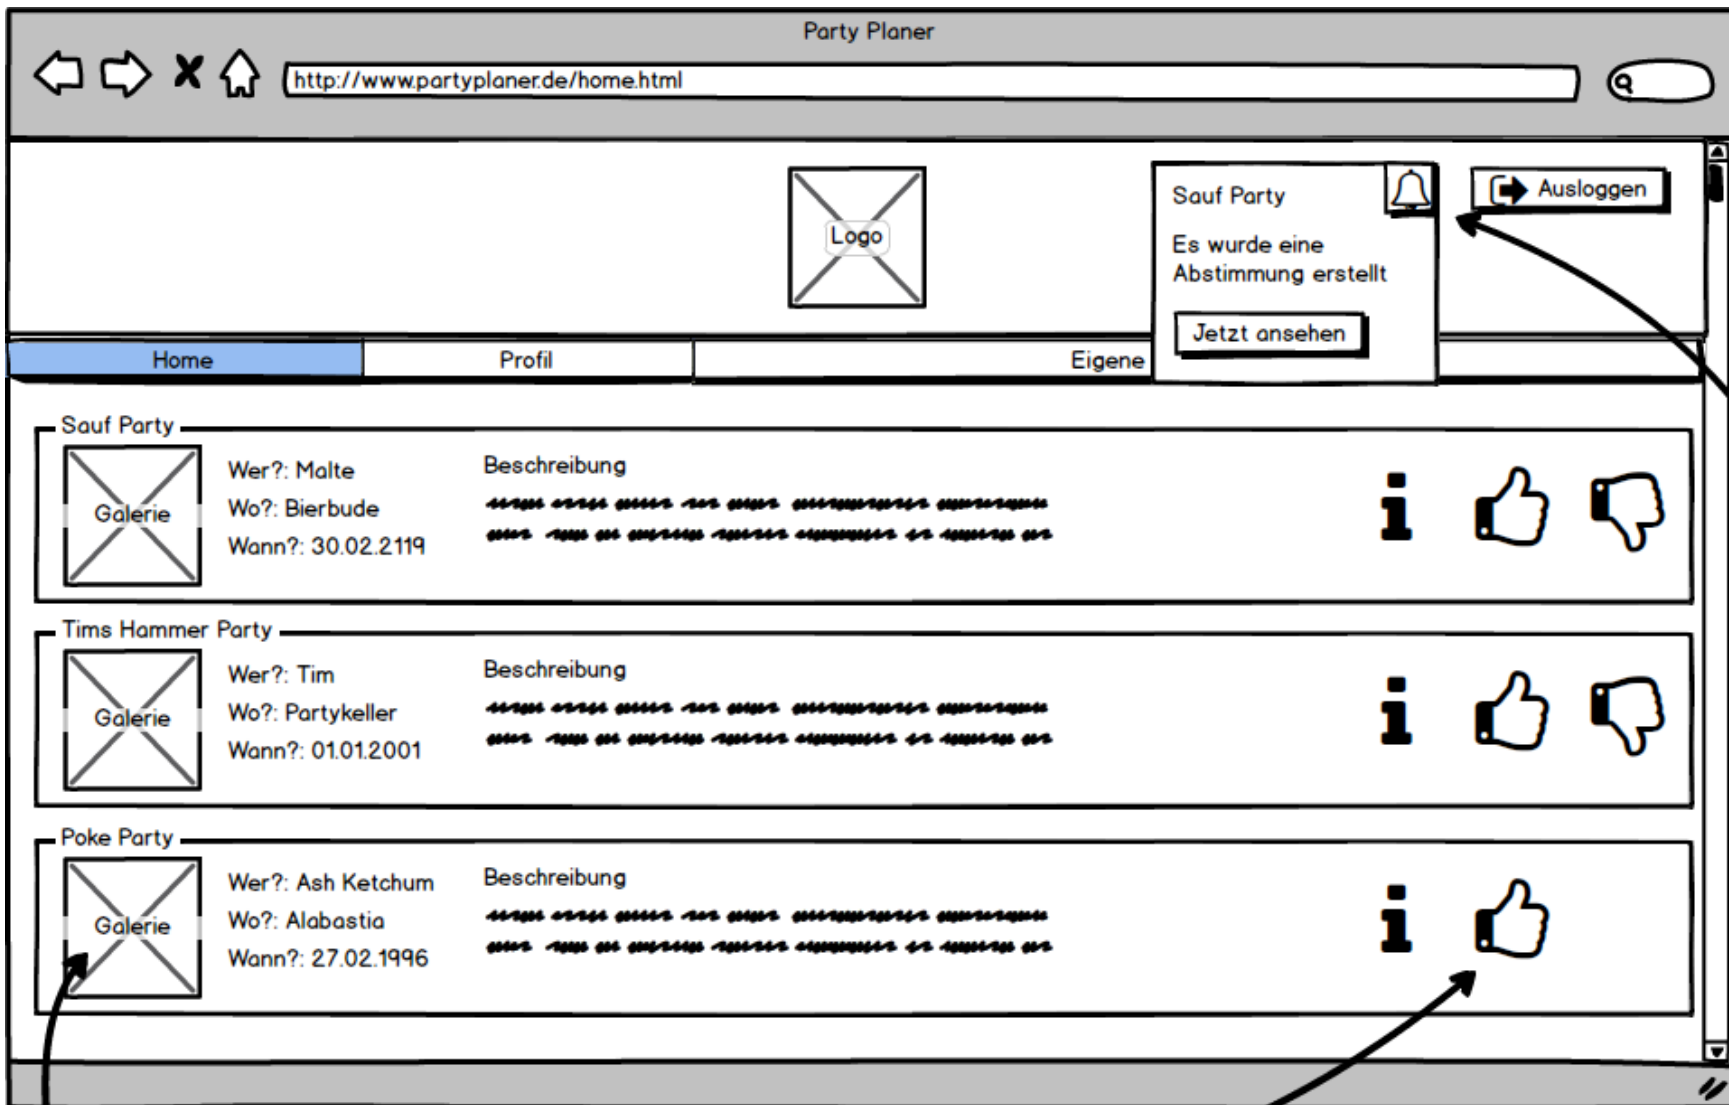 Party Planer
http://www.partyplaner.de/home.html
Logo
Sauf Party
Es wurde eine
Abstimmung erstellt
Jetzt ansehen
Ausloggen
Home
Profil
Eigene
Sauf Party
Galerie
Wer?: Malte
Wo?: Bierbude
Wann?: 30.02.2119
Beschreibung
Tims Hammer Party
Galerie
Wer?: Tim
Wo?: Partykeller
Wann?: 01.01.2001
Beschreibung
Poke Party
Galerie
Wer?: Ash Ketchum
Wo?: Alabastia
Wann?: 27.02.1996
Beschreibung